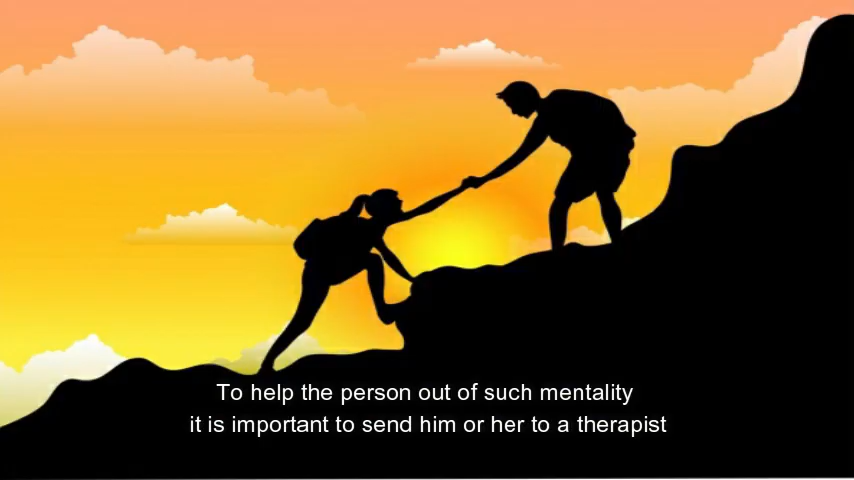 To help the person out of such mentality
it is important to send him or her to a therapist